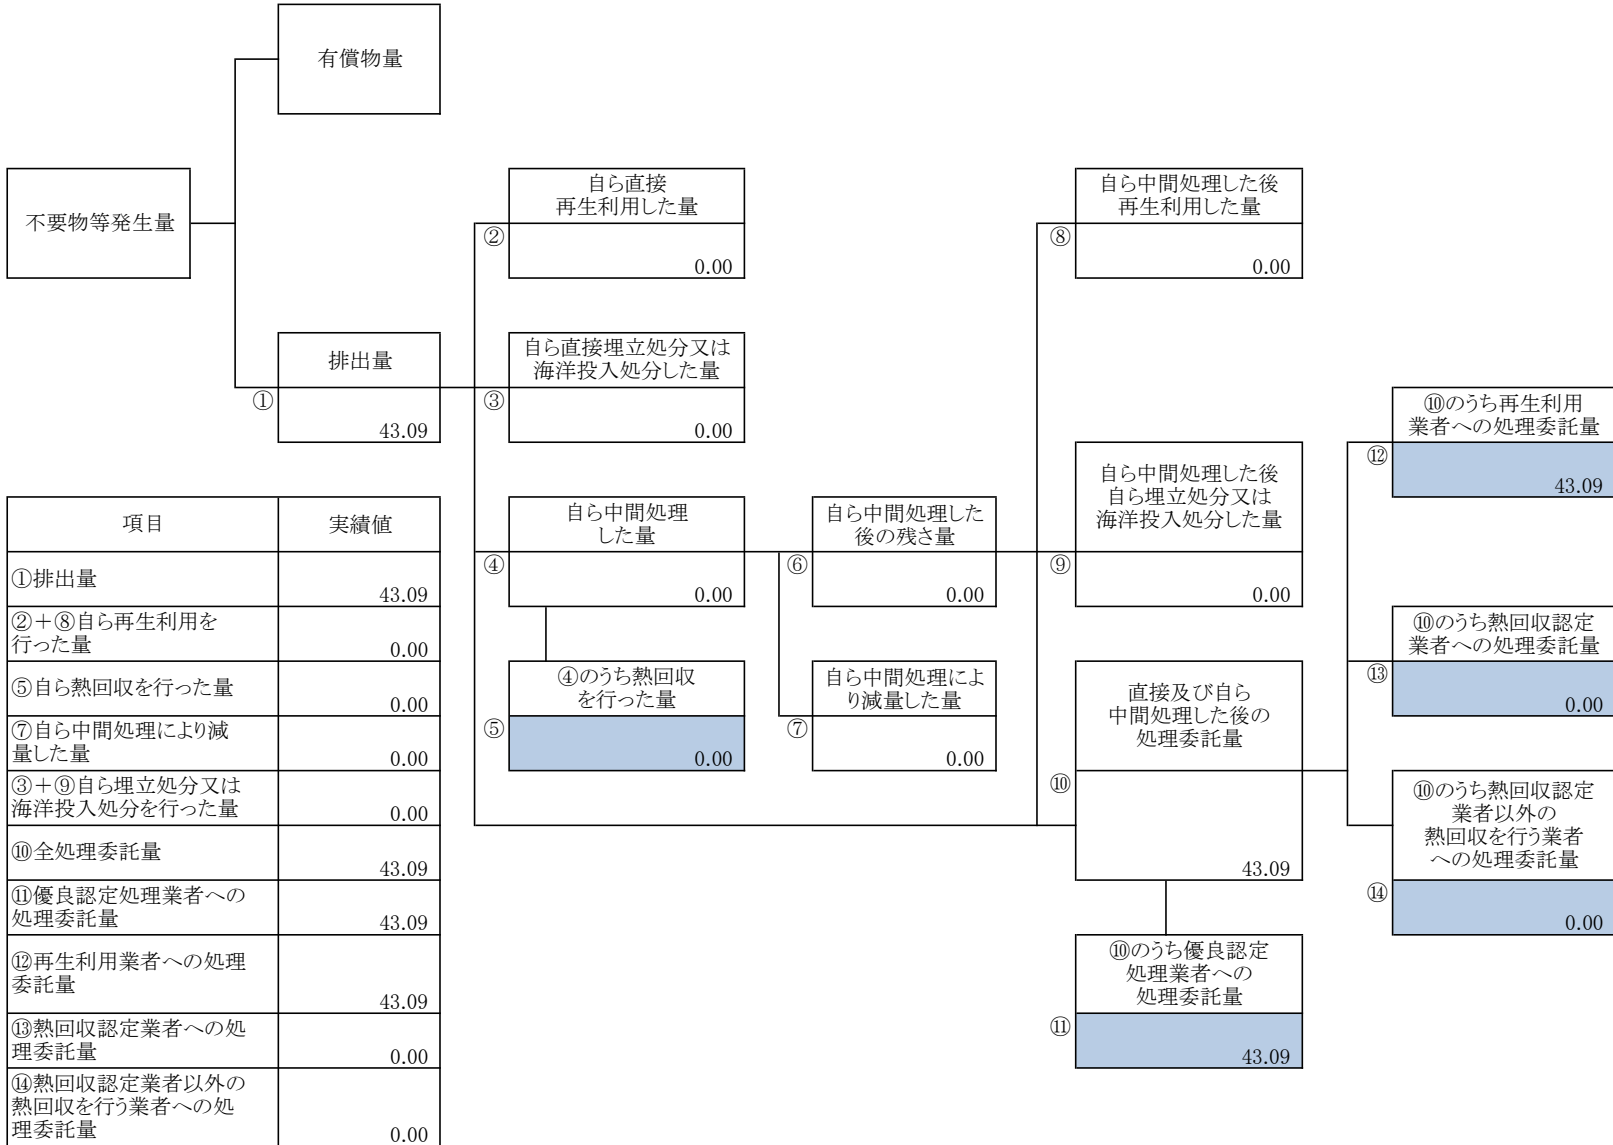 有償物量
不要物等発生量
自ら直接
再生利用した量
②
0.00
自ら中間処理した後
再生利用した量
⑧
0.00
排出量
①
43.09
自ら直接埋立処分又は
海洋投入処分した量
③
0.00
⑩のうち再生利用
業者への処理委託量
⑫
43.09
自ら中間処理
した量
④
0.00
自ら中間処理した
後の残さ量
⑥
0.00
自ら中間処理した後
自ら埋立処分又は
海洋投入処分した量
⑨
0.00
⑩のうち熱回収認定
業者への処理委託量
⑬
0.00
④のうち熱回収
を行った量
⑤
0.00
自ら中間処理によ
り減量した量
⑦
0.00
直接及び自ら
中間処理した後の
処理委託量
⑩
43.09
⑩のうち熱回収認定
業者以外の
熱回収を行う業者
への処理委託量
⑭
0.00
⑩のうち優良認定
処理業者への
処理委託量
⑪
43.09
項目 実績値
①排出量
43.09
②+⑧自ら再生利用を
行った量
0.00
⑤自ら熱回収を行った量
0.00
⑦自ら中間処理により減
量した量
0.00
③+⑨自ら埋立処分又は
海洋投入処分を行った量
0.00
⑩全処理委託量
43.09
⑪優良認定処理業者への
処理委託量
43.09
⑫再生利用業者への処理
委託量
43.09
⑬熱回収認定業者への処
理委託量
0.00
⑭熱回収認定業者以外の
熱回収を行う業者への処
理委託量
0.00